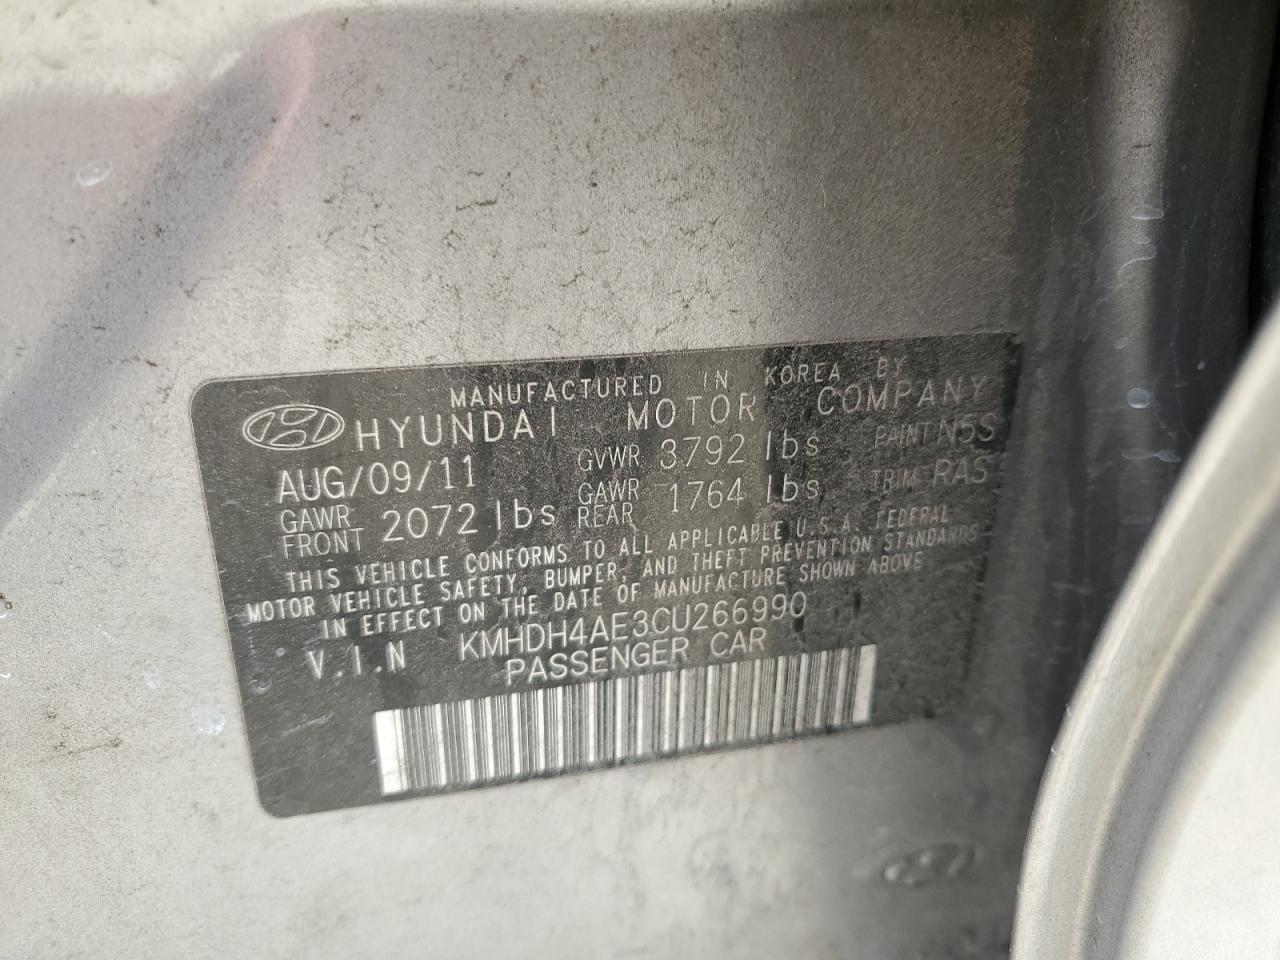 MANUFACTURED IN KOREA BY
HYUNDAI MOTOR COMPANY
AUG/09/11 GVWR 3792 lbs PAINT N5S
GAWR FRONT 2072 lbs GAWR REAR 1764 lbs TRIM RAS
THIS VEHICLE CONFORMS TO ALL APPLICABLE U.S.A. FEDERAL
MOTOR VEHICLE SAFETY, BUMPER, AND THEFT PREVENTION STANDARDS
IN EFFECT ON THE DATE OF MANUFACTURE SHOWN ABOVE
V.I.N KMHDH4AE3CU266990
PASSENGER CAR